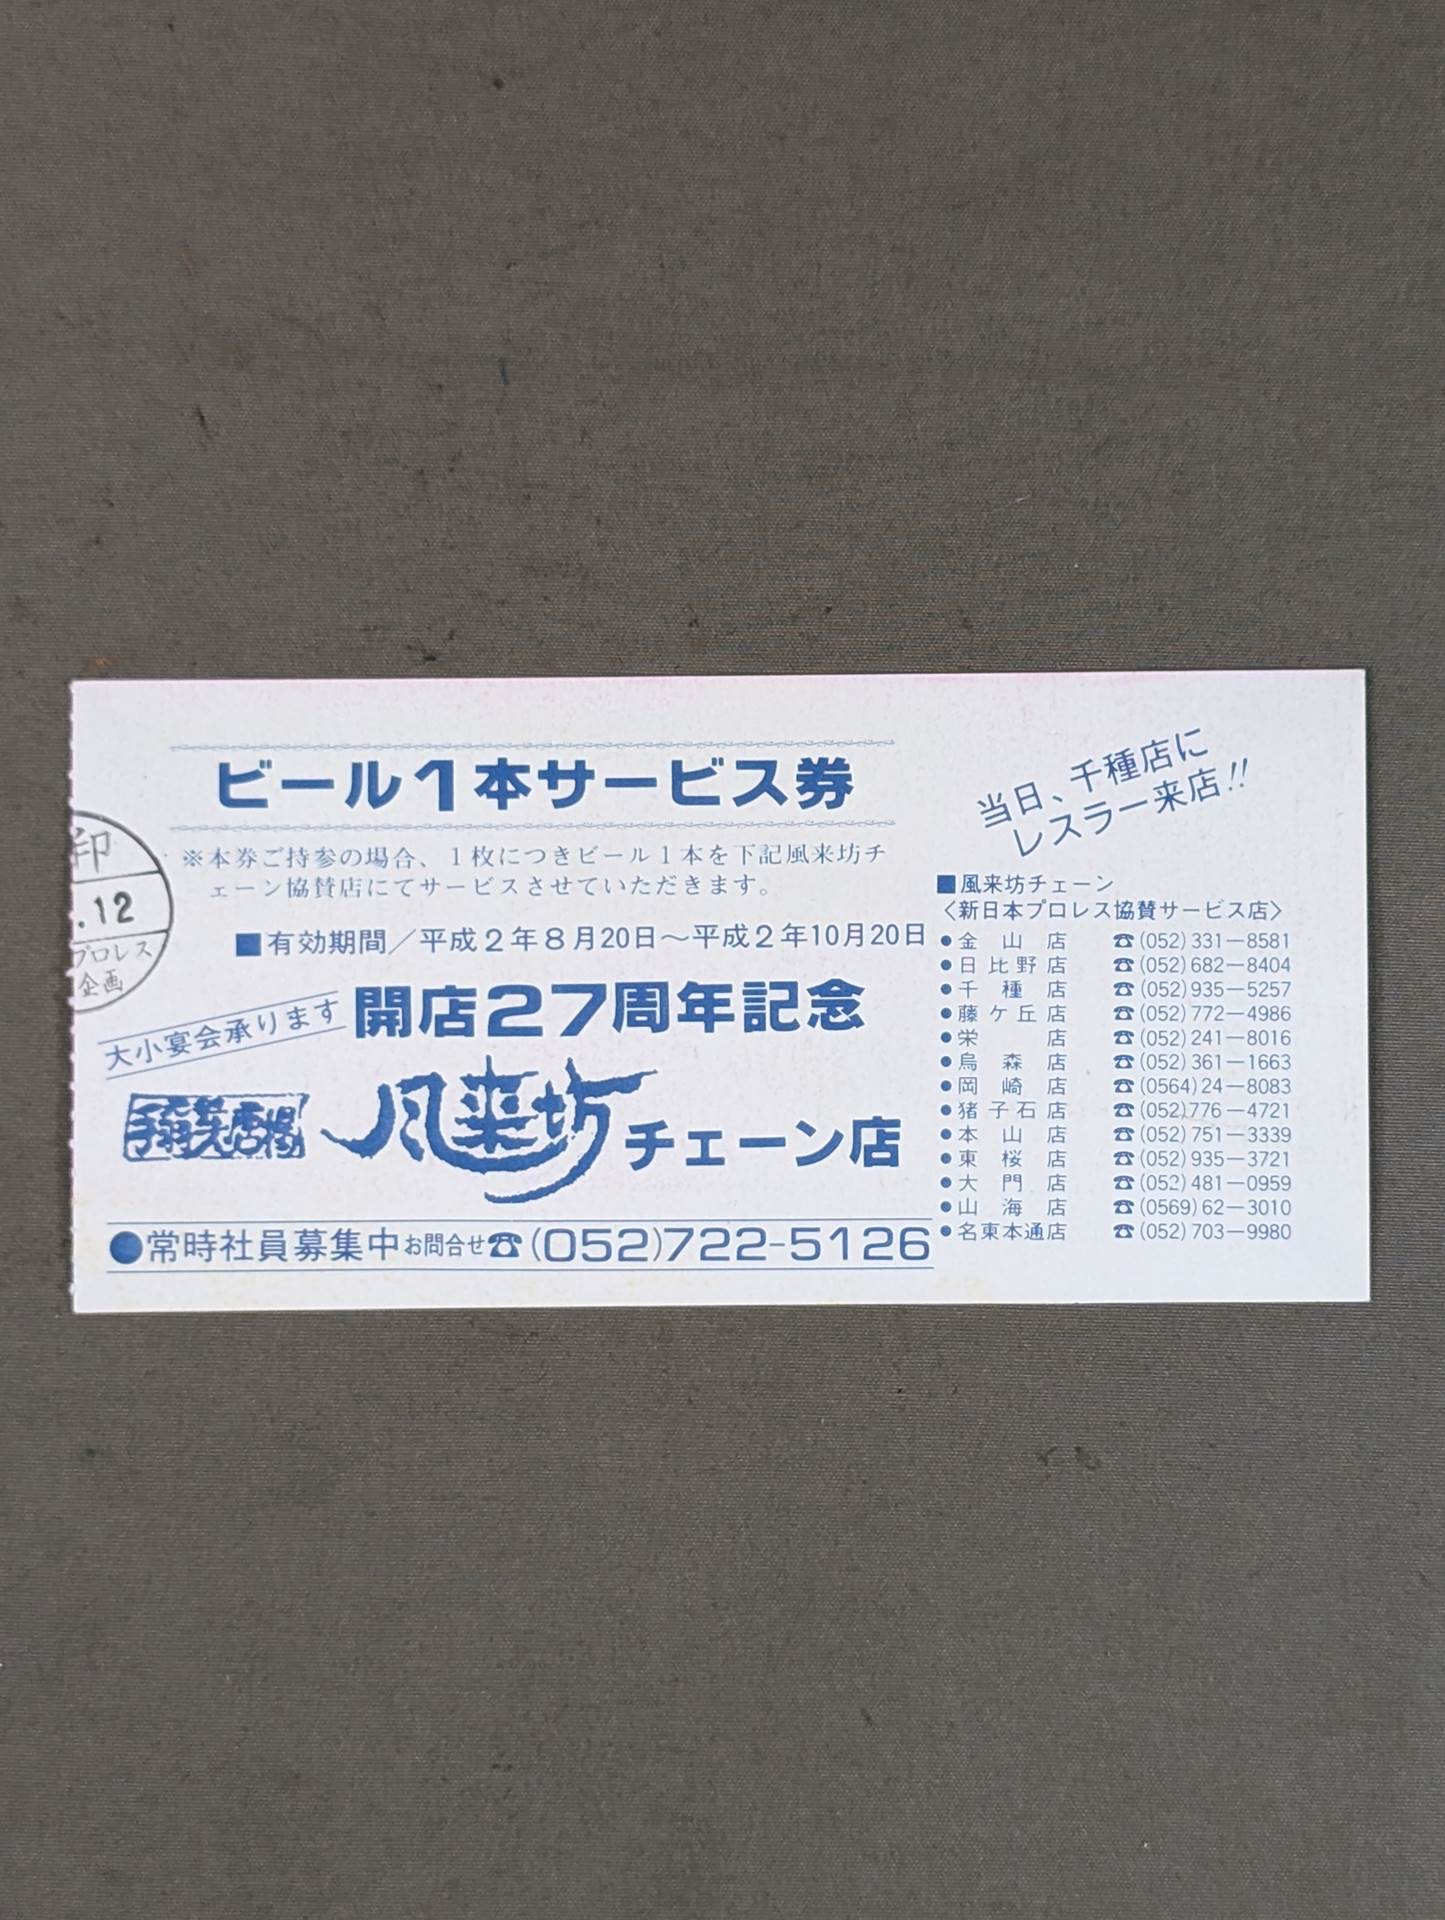 ビール1本サービス券
※本券ご持参の場合、1枚につきビール1本を下記風来坊チ
ェーン協賛店にてサービスさせていただきます。
■有効期間／平成2年8月20日〜平成2年10月20日
大小宴会承ります
開店27周年記念
風来坊チェーン店
●常時社員募集中お問合せ☎(052)722-5126
印
.12
プロレス
企画
当日、千種店に
レスラー来店!!
■風来坊チェーン
〈新日本プロレス協賛サービス店〉
●金山店 ☎(052)331-8581
●日比野店 ☎(052)682-8404
●千種店 ☎(052)935-5257
●藤ケ丘店 ☎(052)772-4986
●栄店 ☎(052)241-8016
●烏森店 ☎(052)361-1663
●岡崎店 ☎(0564)24-8083
●猪子石店 ☎(052)776-4721
●本山店 ☎(052)751-3339
●東桜店 ☎(052)935-3721
●大門店 ☎(052)481-0959
●山海店 ☎(0569)62-3010
●名東本通店 ☎(052)703-9980